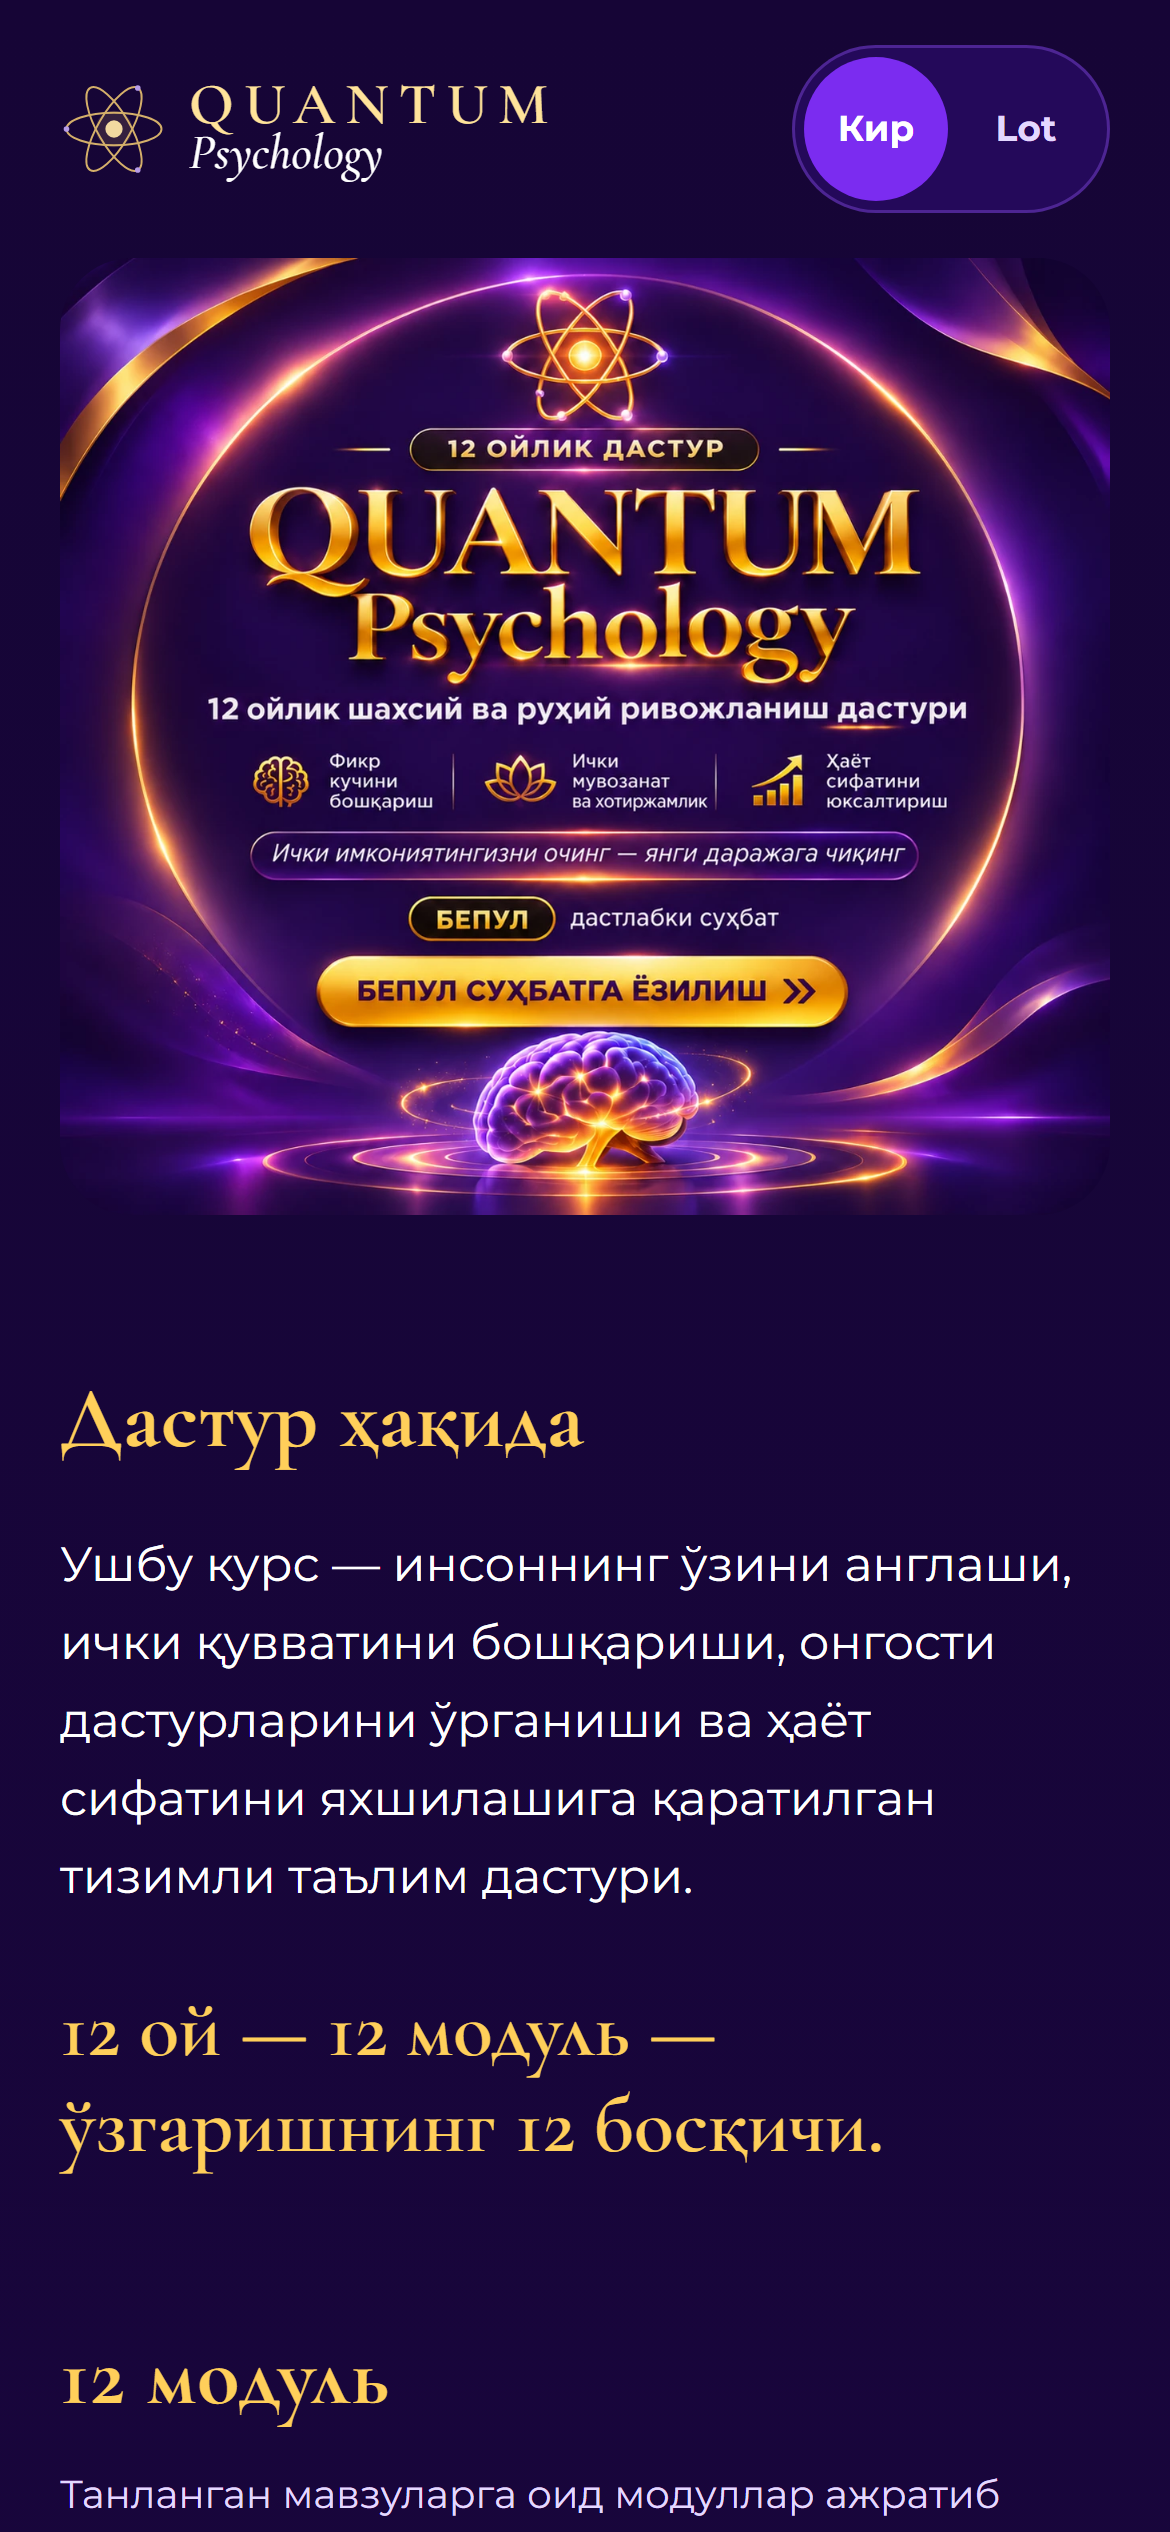 QUANTUM
Psychology
Кир
Lot
12 ОЙЛИК ДАСТУР
QUANTUM
Psychology
12 ойлик шахсий ва руҳий ривожланиш дастури
Фикр
кучини
бошқариш
Ички
мувозанат
ва хотиржамлик
Ҳаёт
сифатини
юксалтириш
Ички имкониятингизни очинг — янги даражага чиқинг
БЕПУЛ дастлабки суҳбат
БЕПУЛ СУҲБАТГА ЁЗИЛИШ
Дастур ҳақида
Ушбу курс — инсоннинг ўзини англаши,
ички қувватини бошқариши, онгости
дастурларини ўрганиши ва ҳаёт
сифатини яхшилашига қаратилган
тизимли таълим дастури.
12 ой — 12 модуль —
ўзгаришнинг 12 босқичи.
12 модуль
Танланган мавзуларга оид модуллар ажратиб